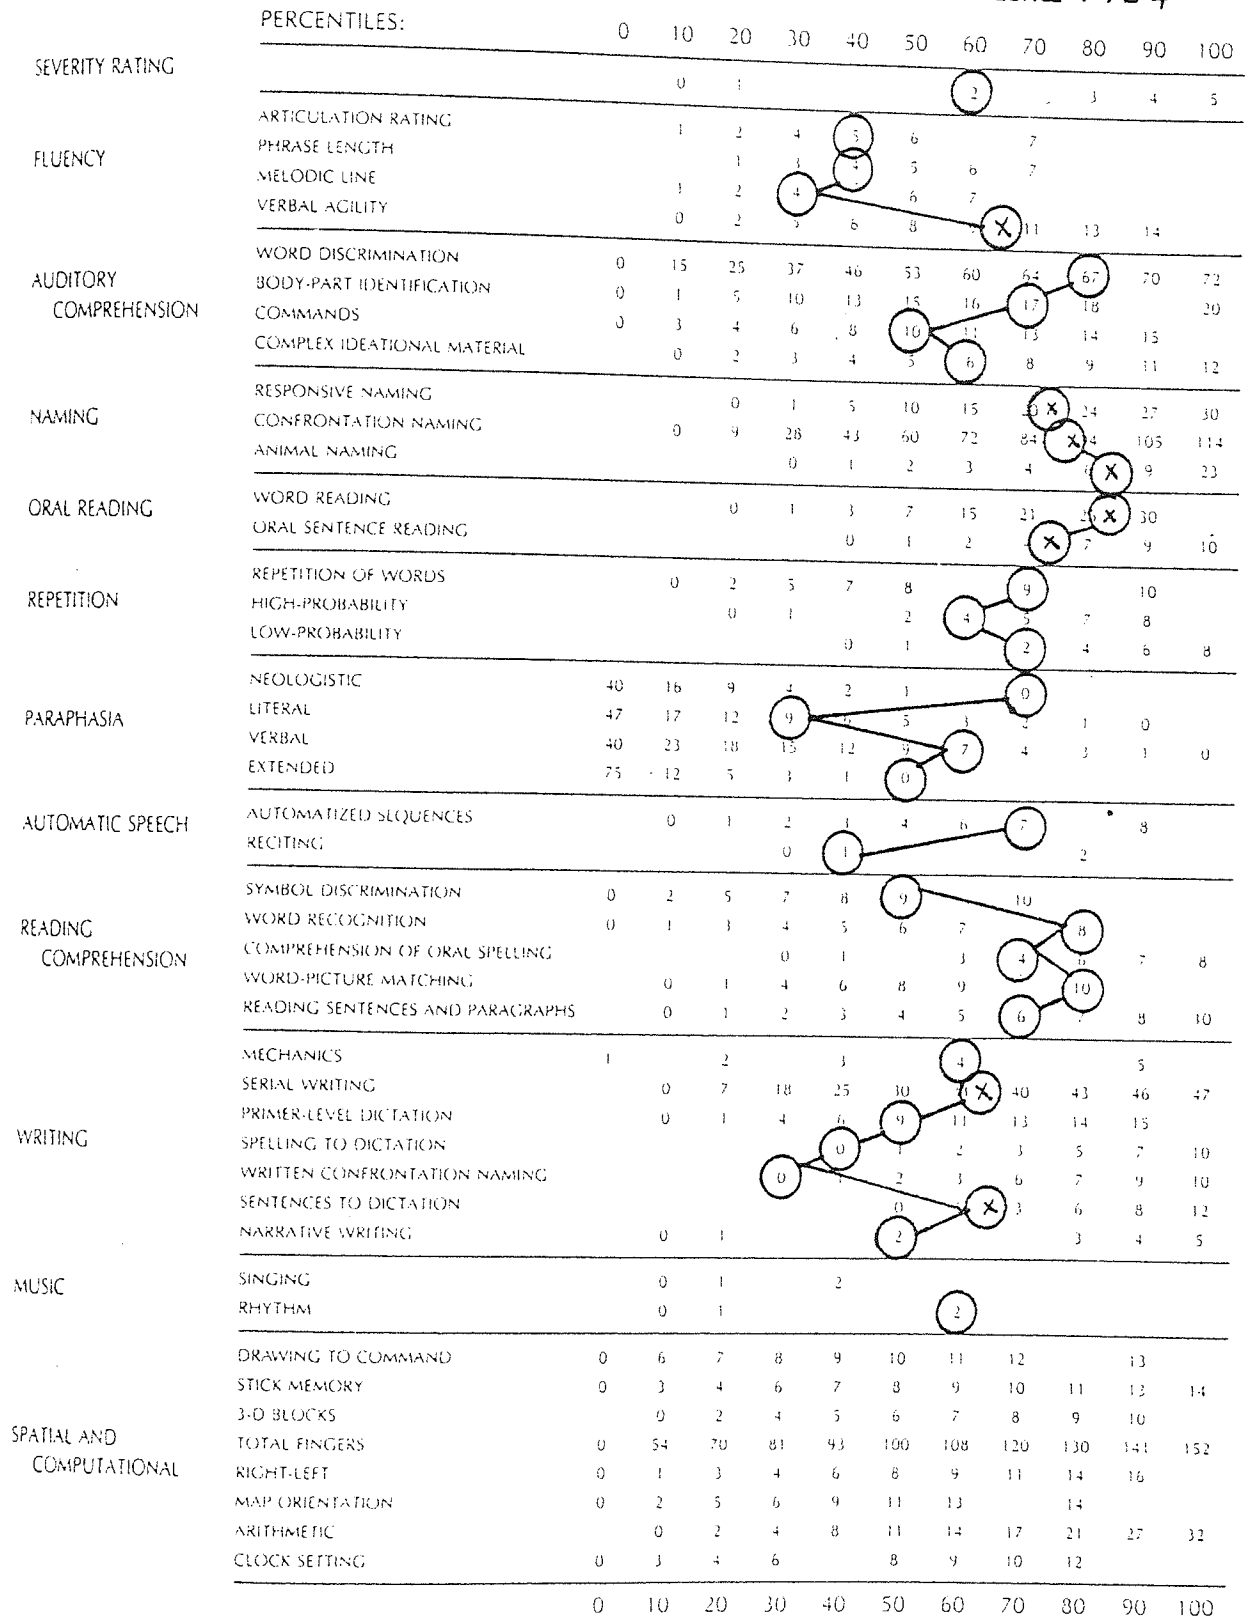 1984
PERCENTILES: 0 10 20 30 40 50 60 70 80 90 100
SEVERITY RATING
0 1 2 3 4 5
FLUENCY
ARTICULATION RATING 1 2 4 5 6 7
PHRASE LENGTH 1 3 4 5 6 7
MELODIC LINE 1 2 4 6 7
VERBAL AGILITY 0 2 5 6 8 X 11 13 14
AUDITORY COMPREHENSION
WORD DISCRIMINATION 0 15 25 37 46 53 60 64 67 70 72
BODY-PART IDENTIFICATION 0 1 5 10 13 15 16 17 18 20
COMMANDS 0 3 4 6 8 10 11 13 14 15
COMPLEX IDEATIONAL MATERIAL 0 2 3 4 5 6 8 9 11 12
NAMING
RESPONSIVE NAMING 0 1 5 10 15 20 X 24 27 30
CONFRONTATION NAMING 0 9 28 43 60 72 84 X 105 114
ANIMAL NAMING 0 1 2 3 4 6 X 9 23
ORAL READING
WORD READING 0 1 3 7 15 21 X 30
ORAL SENTENCE READING 0 1 2 X 7 9 10
REPETITION
REPETITION OF WORDS 0 2 5 7 8 9 10
HIGH-PROBABILITY 0 1 2 4 5 7 8
LOW-PROBABILITY 0 1 2 4 6 8
PARAPHASIA
NEOLOGISTIC 40 16 9 4 2 1 0
LITERAL 47 17 12 9 6 5 3 2 1 0
VERBAL 40 23 18 15 12 9 7 4 3 1 0
EXTENDED 75 12 5 3 1 0
AUTOMATIC SPEECH
AUTOMATIZED SEQUENCES 0 1 2 3 4 6 7 8
RECITING 0 1 2
READING COMPREHENSION
SYMBOL DISCRIMINATION 0 2 5 7 8 9 10
WORD RECOGNITION 0 1 3 4 5 6 7 8
COMPREHENSION OF ORAL SPELLING 0 1 3 4 6 7 8
WORD-PICTURE MATCHING 0 1 4 6 8 9 10
READING SENTENCES AND PARAGRAPHS 0 1 2 3 4 5 6 7 8 10
WRITING
MECHANICS 1 2 3 4 5
SERIAL WRITING 0 7 18 25 30 X 40 43 46 47
PRIMER-LEVEL DICTATION 0 1 4 6 9 11 13 14 15
SPELLING TO DICTATION 0 1 2 3 5 7 10
WRITTEN CONFRONTATION NAMING 0 1 2 3 6 7 9 10
SENTENCES TO DICTATION 0 X 3 6 8 12
NARRATIVE WRITING 0 1 2 3 4 5
MUSIC
SINGING 0 1 2
RHYTHM 0 1 2
SPATIAL AND COMPUTATIONAL
DRAWING TO COMMAND 0 6 7 8 9 10 11 12 13
STICK MEMORY 0 3 4 6 7 8 9 10 11 13 14
3-D BLOCKS 0 2 4 5 6 7 8 9 10
TOTAL FINGERS 0 54 70 81 93 100 108 120 130 141 152
RIGHT-LEFT 0 1 3 4 6 8 9 11 14 16
MAP ORIENTATION 0 2 5 6 9 11 13 14
ARITHMETIC 0 2 4 8 11 14 17 21 27 32
CLOCK SETTING 0 3 4 6 8 9 10 12
0 10 20 30 40 50 60 70 80 90 100